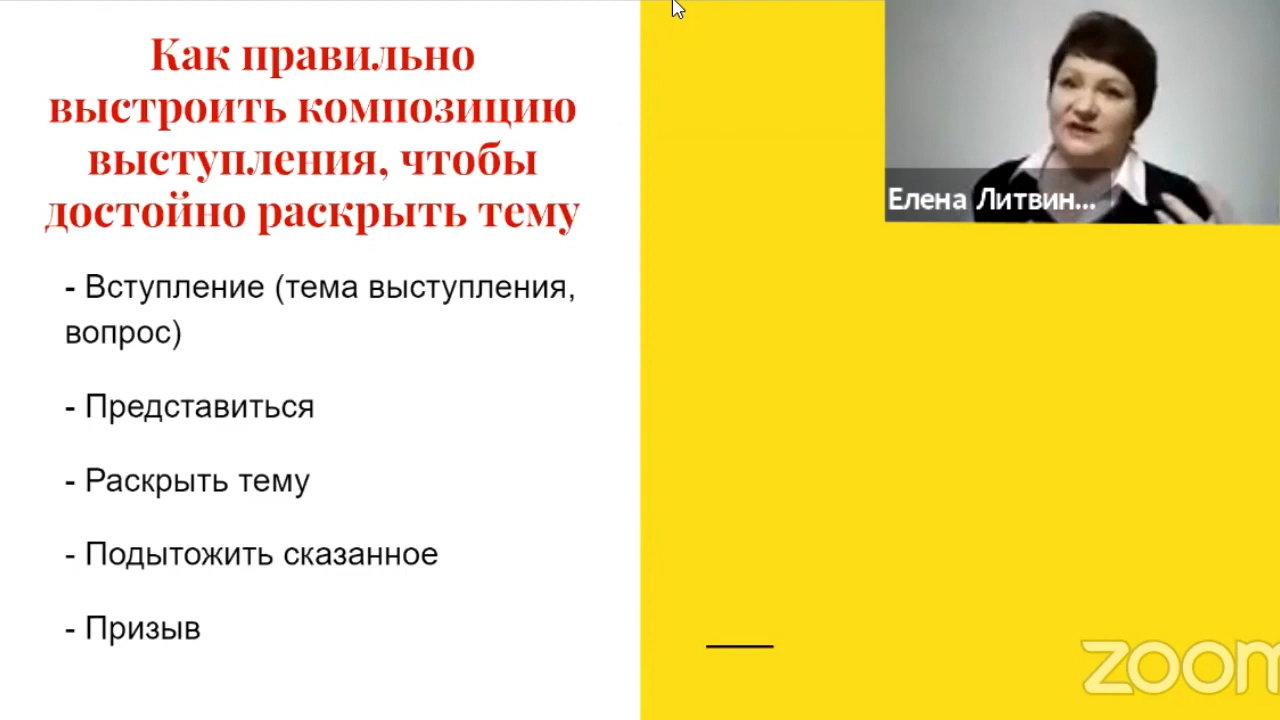 Как правильно
выстроить композицию
выступления, чтобы
достойно раскрыть тему
- Вступление (тема выступления,
вопрос)
- Представиться
- Раскрыть тему
- Подытожить сказанное
- Призыв
Елена Литвин...
zoom